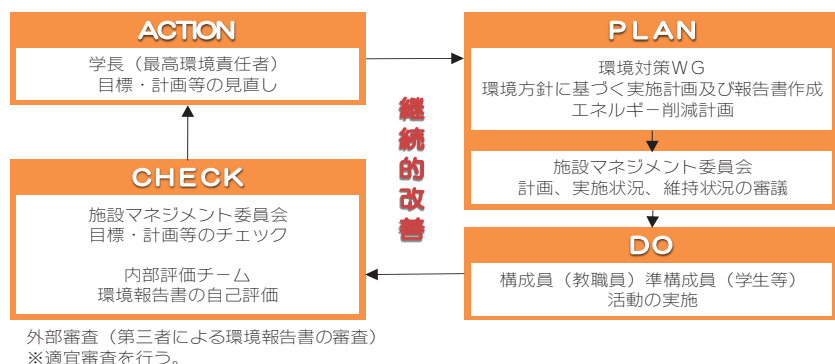 ACTION
学長（最高環境責任者）
目標・計画等の見直し
PLAN
環境対策ＷＧ
環境方針に基づく実施計画及び報告書作成
エネルギー削減計画
施設マネジメント委員会
計画、実施状況、維持状況の審議
継続的改善
CHECK
施設マネジメント委員会
目標・計画等のチェック
内部評価チーム
環境報告書の自己評価
DO
構成員（教職員）準構成員（学生等）
活動の実施
外部審査（第三者による環境報告書の審査）
※適宜審査を行う。